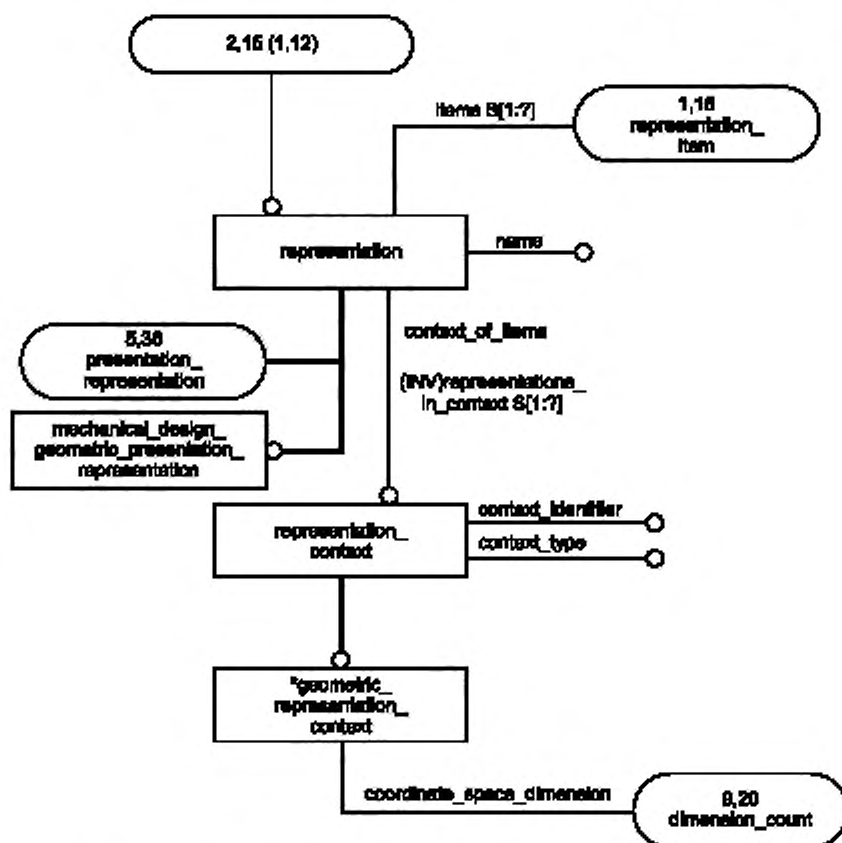 2,15 (1,12)
items S[1:?]
1,15
representation_
item
representation
name
5,36
presentation_
representation
context_of_items
(INV)representations_
in_context S[1:?]
mechanical_design_
geometric_presentation_
representation
representation_
context
context_identifier
context_type
*geometric_
representation_
context
coordinate_space_dimension
9,20
dimension_count